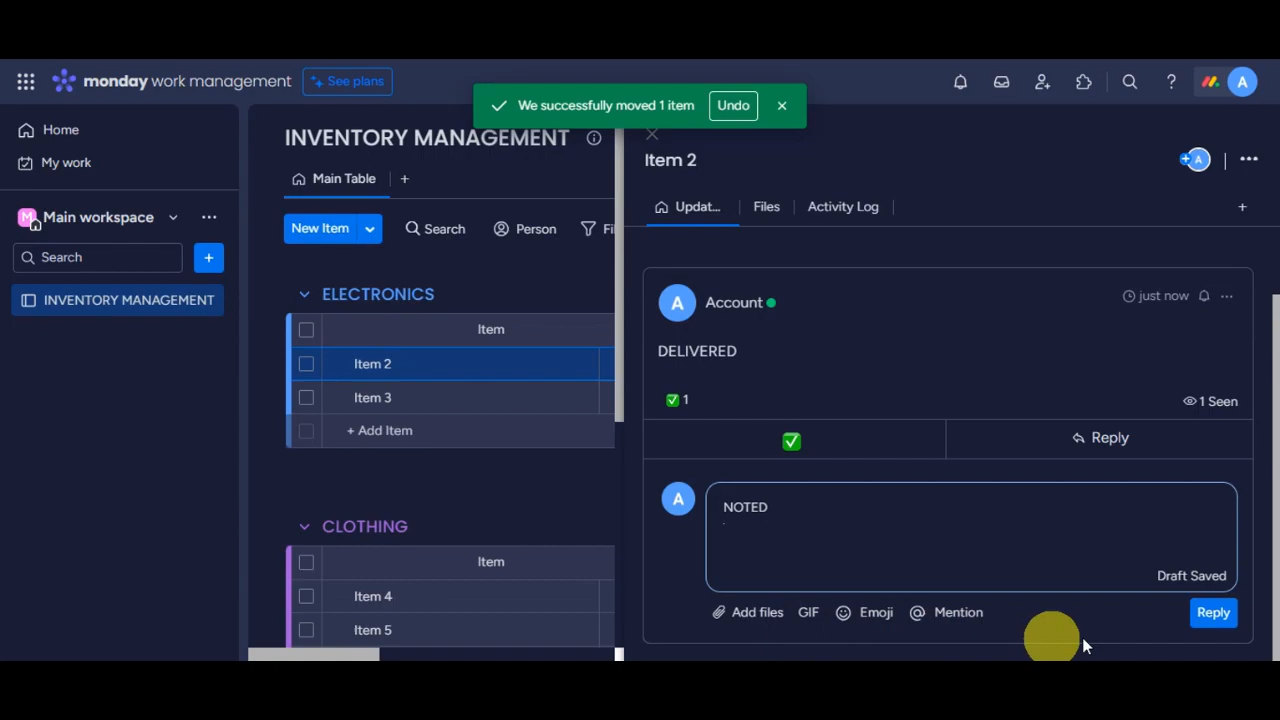 monday work management
See plans
We successfully moved 1 item
Undo
A
Home
My work
M
Main workspace
Search
+
INVENTORY MANAGEMENT
INVENTORY MANAGEMENT
Main Table
+
New Item
Search
Person
Fi
ELECTRONICS
Item
Item 2
Item 3
+ Add Item
CLOTHING
Item
Item 4
Item 5
Item 2
A
Updat...
Files
Activity Log
+
A
Account
just now
DELIVERED
1
1 Seen
Reply
A
NOTED
Draft Saved
Add files
GIF
Emoji
@ Mention
Reply